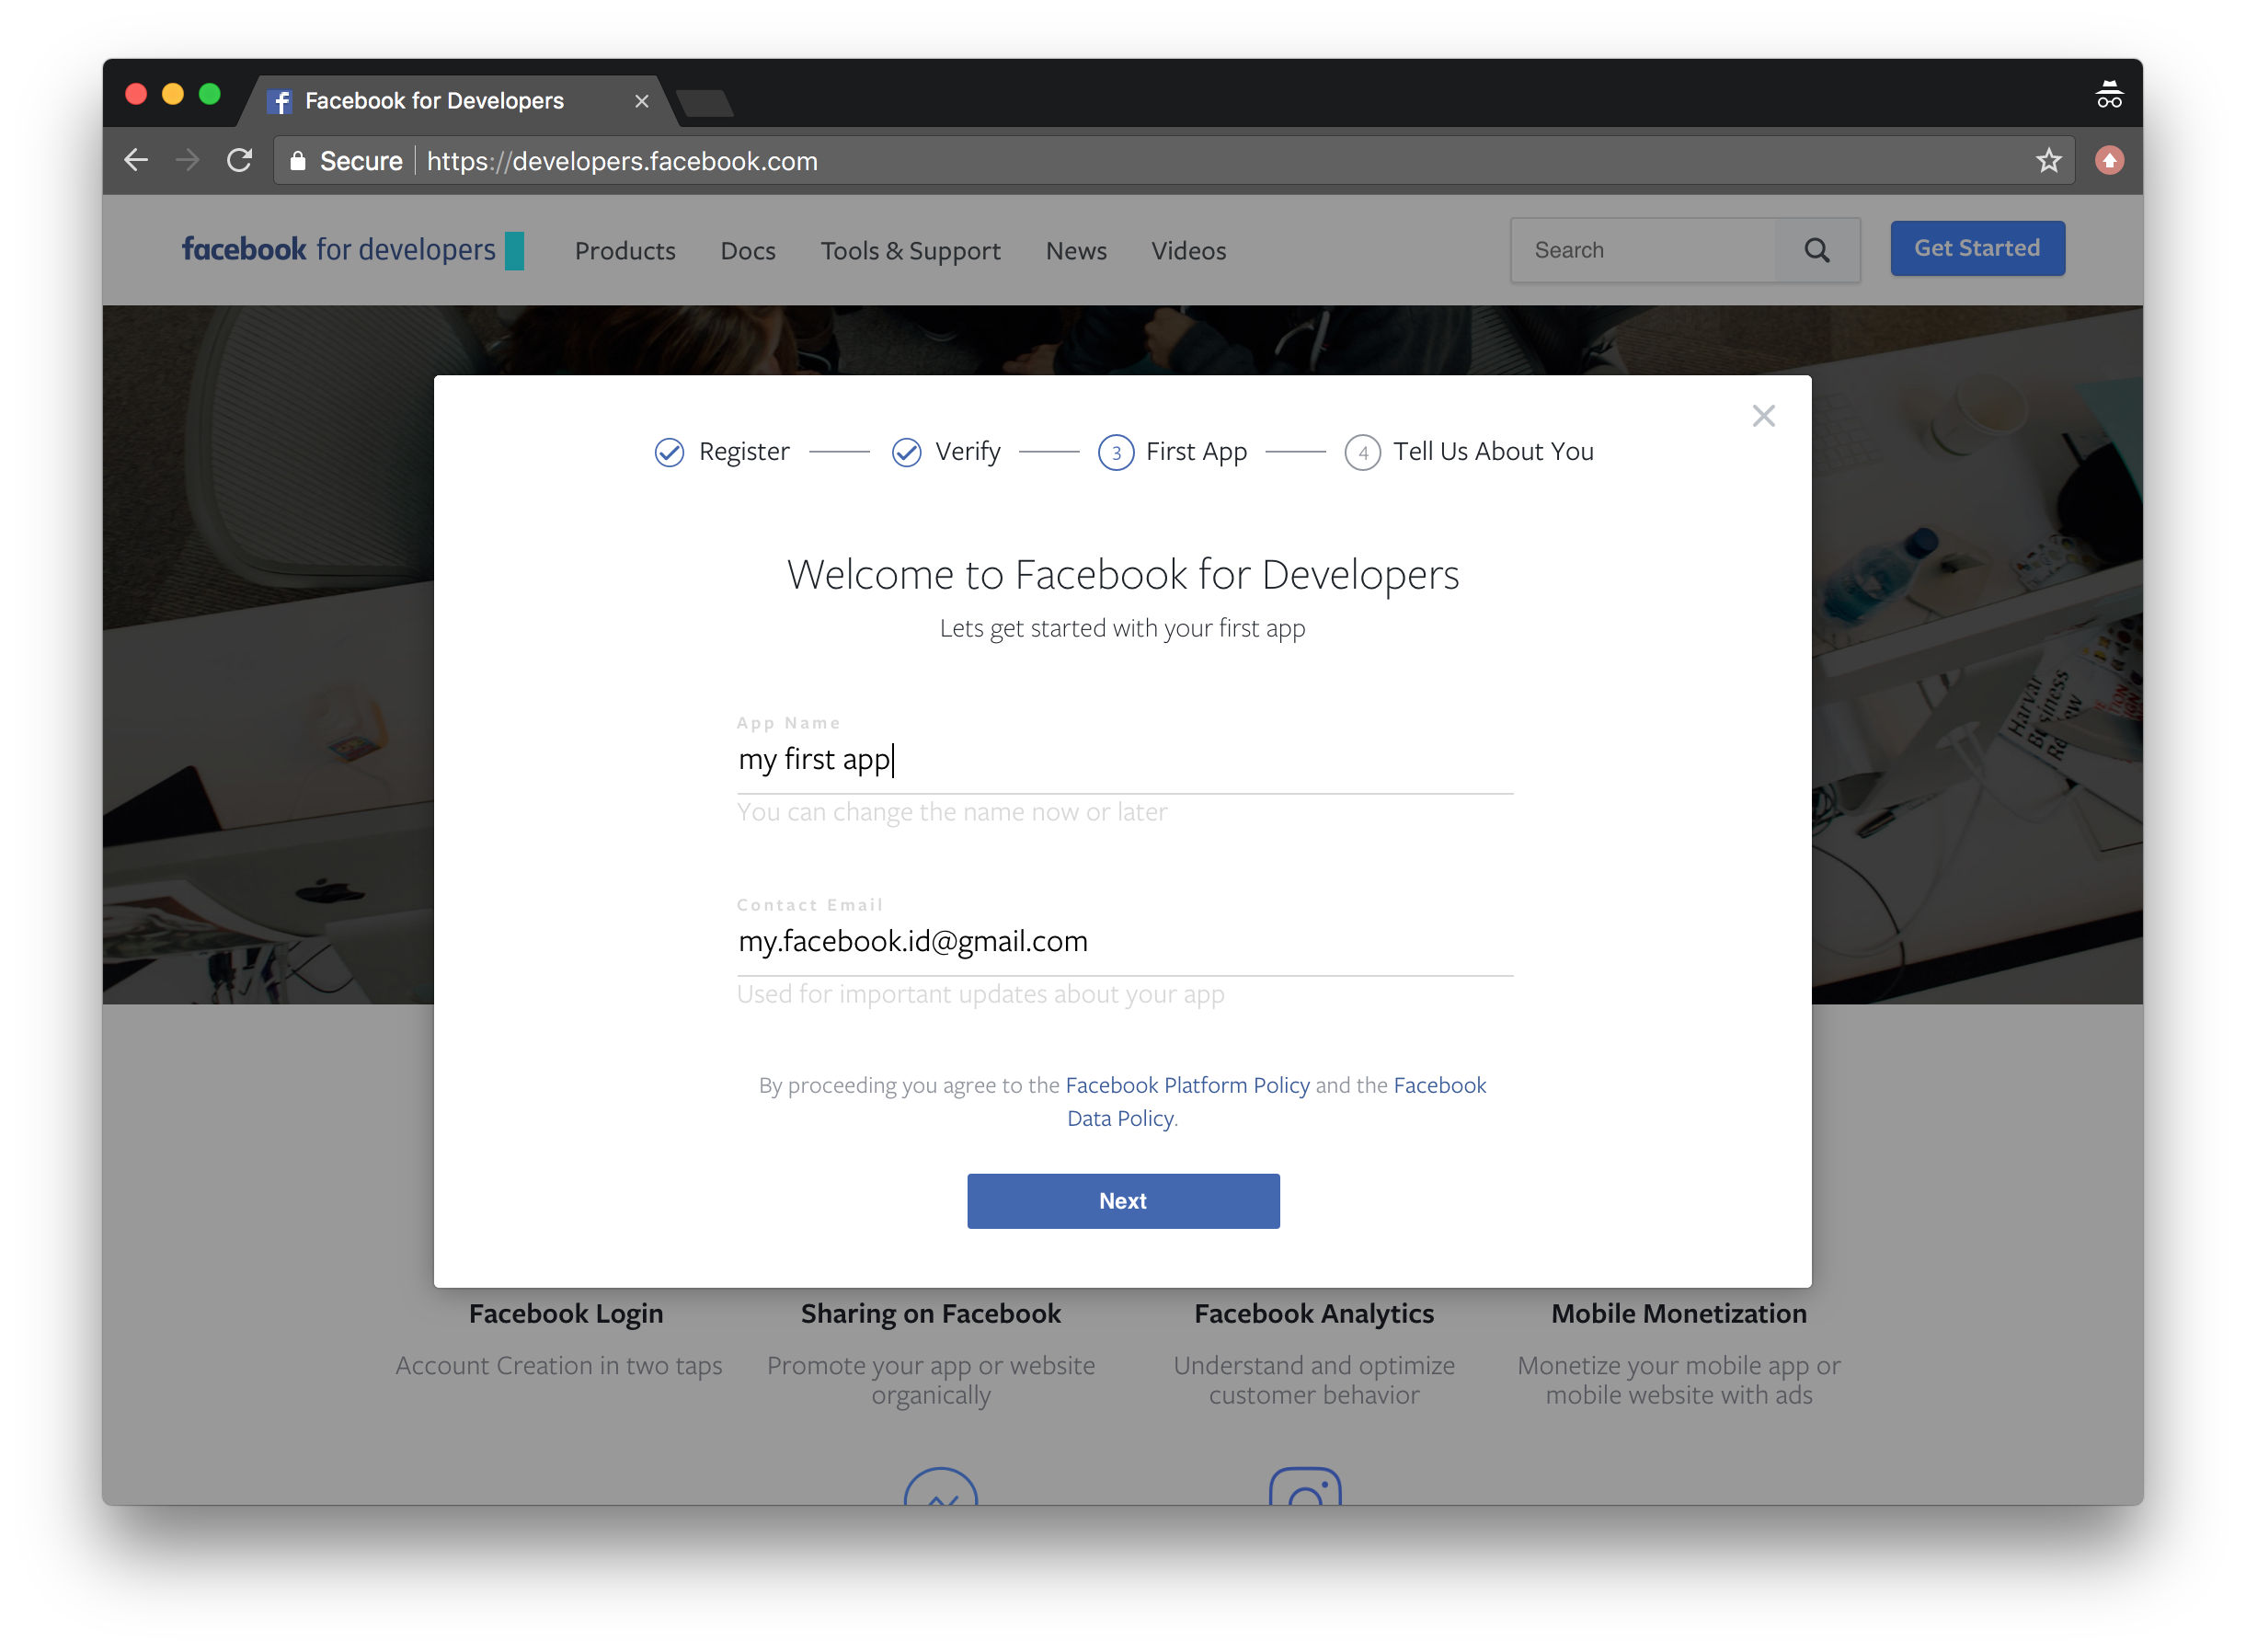 Facebook for Developers
Secure https://developers.facebook.com
facebook for developers Products Docs Tools & Support News Videos Search Get Started
Register Verify 3 First App 4 Tell Us About You
Welcome to Facebook for Developers
Lets get started with your first app
App Name
my first app
You can change the name now or later
Contact Email
my.facebook.id@gmail.com
Used for important updates about your app
By proceeding you agree to the Facebook Platform Policy and the Facebook
Data Policy.
Next
Facebook Login
Account Creation in two taps
Sharing on Facebook
Promote your app or website
organically
Facebook Analytics
Understand and optimize
customer behavior
Mobile Monetization
Monetize your mobile app or
mobile website with ads